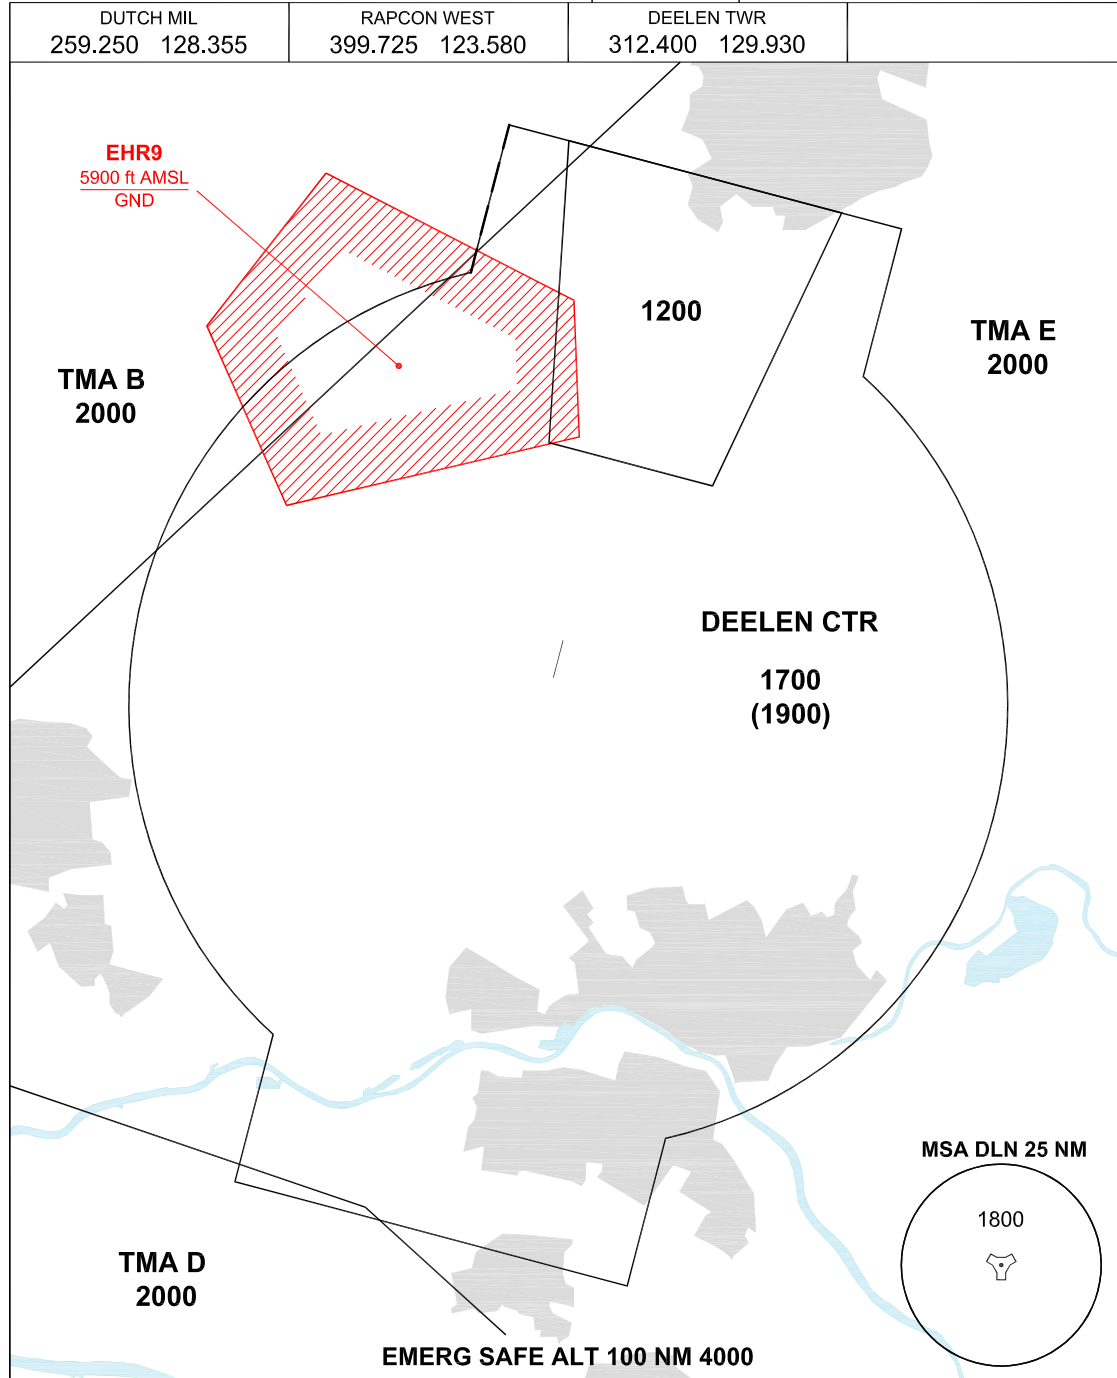 DUTCH MIL
259.250 128.355
RAPCON WEST
399.725 123.580
DEELEN TWR
312.400 129.930
EHR9
5900 ft AMSL
GND
1200
TMA E
2000
TMA B
2000
DEELEN CTR
1700
(1900)
MSA DLN 25 NM
1800
TMA D
2000
EMERG SAFE ALT 100 NM 4000